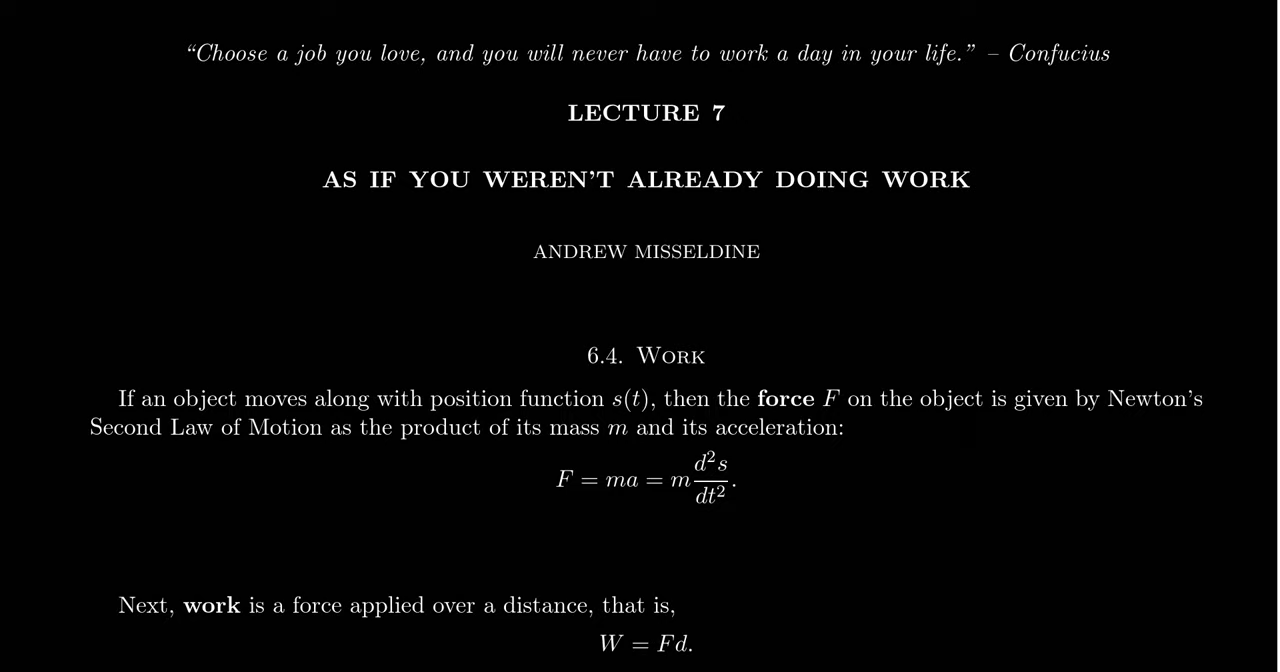 “Choose a job you love, and you will never have to work a day in your life.” – Confucius
LECTURE 7
AS IF YOU WEREN’T ALREADY DOING WORK
ANDREW MISSELDINE
6.4. Work
If an object moves along with position function s(t), then the force F on the object is given by Newton’s
Second Law of Motion as the product of its mass m and its acceleration:
F = ma = m d²s/dt².
Next, work is a force applied over a distance, that is,
W = Fd.